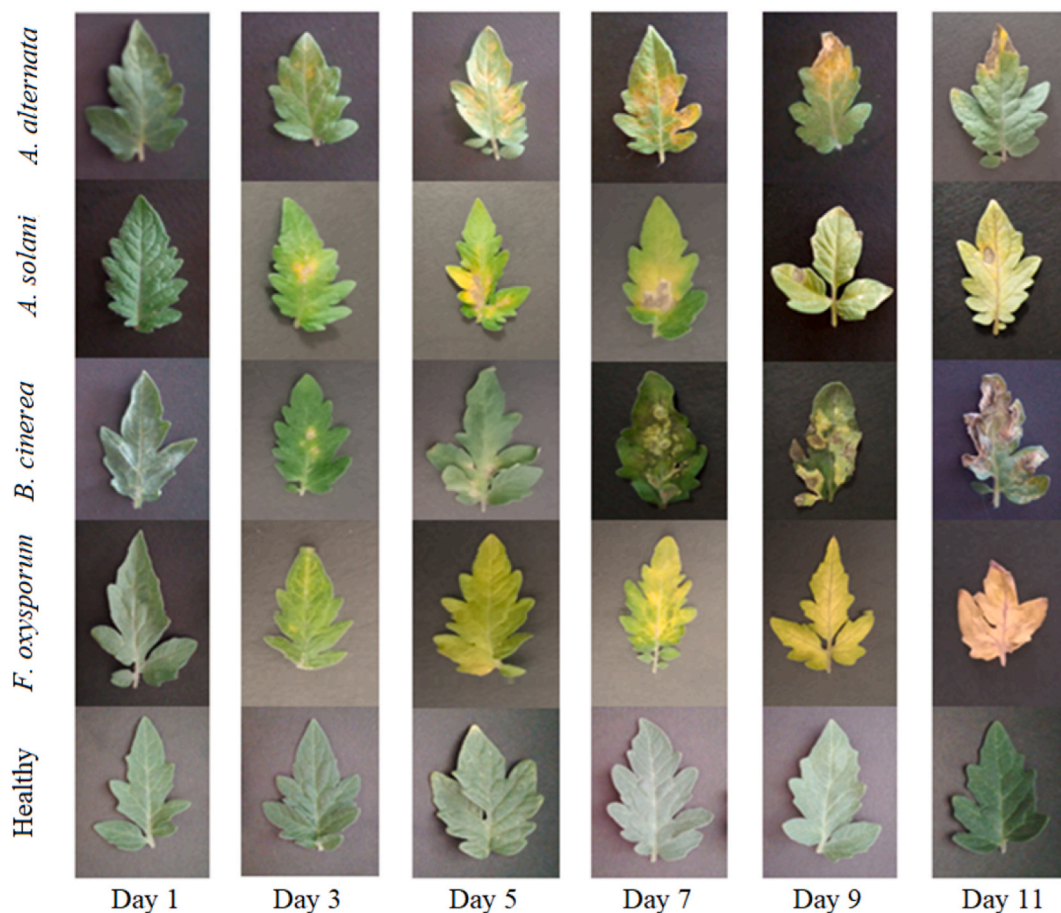 A. alternata
A. solani
B. cinerea
F. oxysporum
Healthy
Day 1
Day 3
Day 5
Day 7
Day 9
Day 11